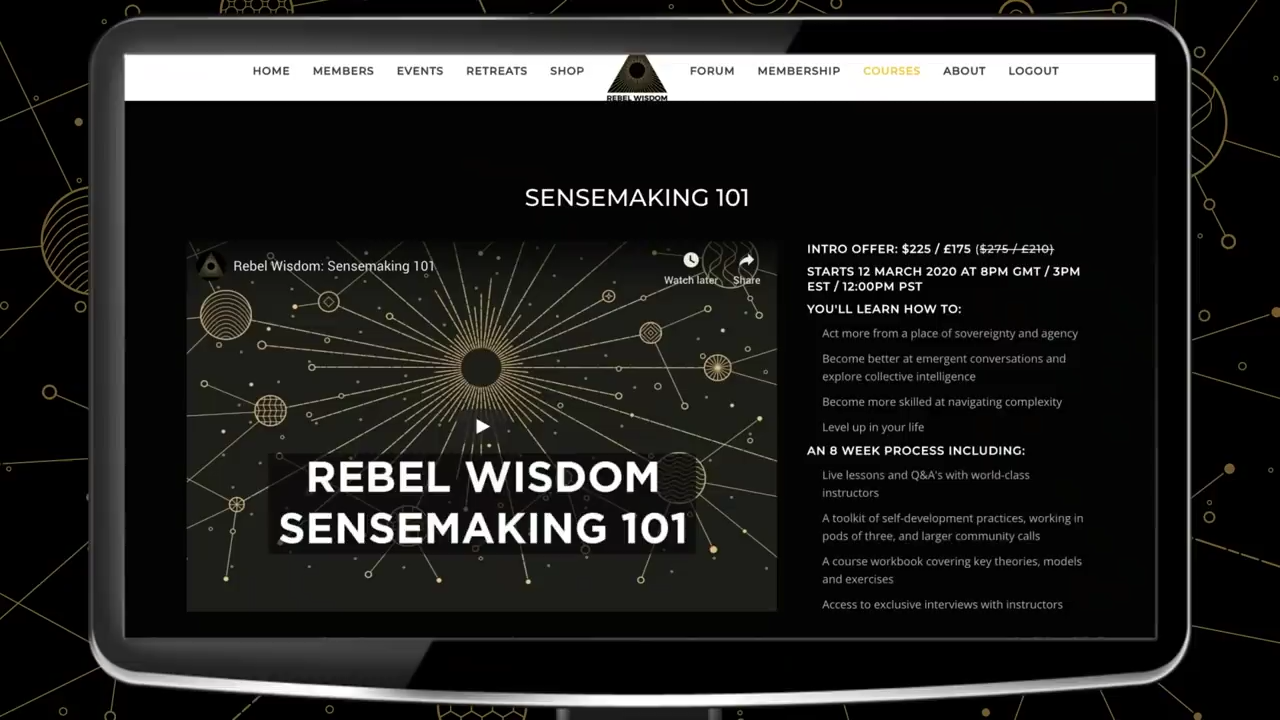 HOME MEMBERS EVENTS RETREATS SHOP FORUM MEMBERSHIP COURSES ABOUT LOGOUT
REBEL WISDOM
SENSEMAKING 101
Rebel Wisdom: Sensemaking 101
Watch later Share
REBEL WISDOM
SENSEMAKING 101
INTRO OFFER: $225 / £175 ($275 / £210)
STARTS 12 MARCH 2020 AT 8PM GMT / 3PM
EST / 12:00PM PST
YOU'LL LEARN HOW TO:
Act more from a place of sovereignty and agency
Become better at emergent conversations and
explore collective intelligence
Become more skilled at navigating complexity
Level up in your life
AN 8 WEEK PROCESS INCLUDING:
Live lessons and Q&A's with world-class
instructors
A toolkit of self-development practices, working in
pods of three, and larger community calls
A course workbook covering key theories, models
and exercises
Access to exclusive interviews with instructors